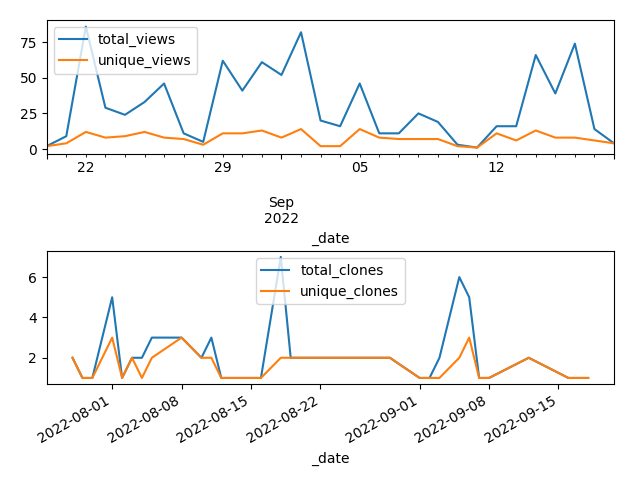 75
50
25
0
total_views
unique_views
22
29
05
12
Sep
2022
_date
6
4
2
total_clones
unique_clones
2022-08-01
2022-08-08
2022-08-15
2022-08-22
2022-09-01
2022-09-08
2022-09-15
_date